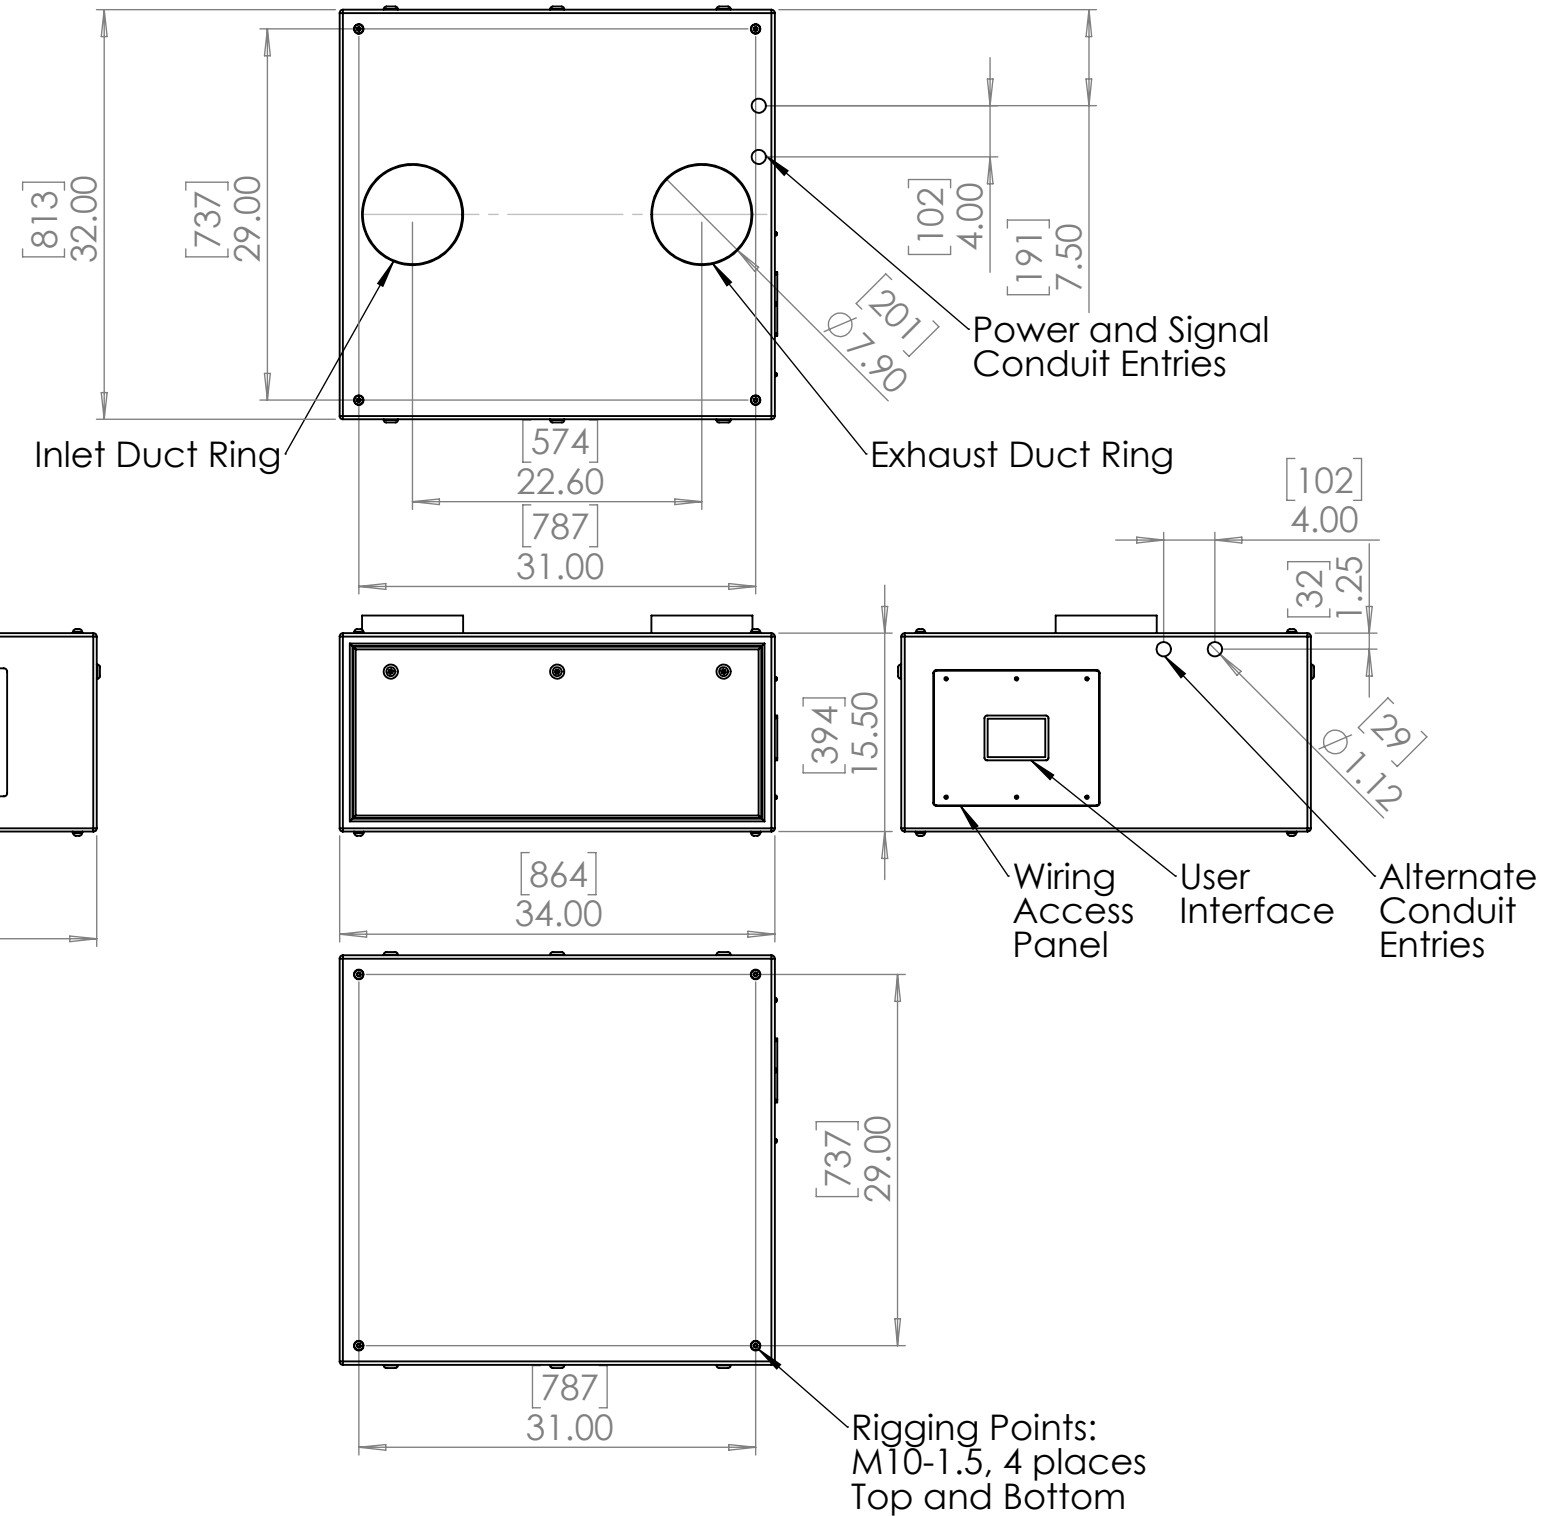 [813]
32.00
[737]
29.00
[102]
4.00
[191]
7.50
[201]
Ø7.90
Power and Signal
Conduit Entries
Inlet Duct Ring
Exhaust Duct Ring
[574]
22.60
[787]
31.00
[102]
4.00
[32]
1.25
[394]
15.50
[29]
Ø1.12
[864]
34.00
Wiring
Access
Panel
User
Interface
Alternate
Conduit
Entries
[737]
29.00
[787]
31.00
Rigging Points:
M10-1.5, 4 places
Top and Bottom